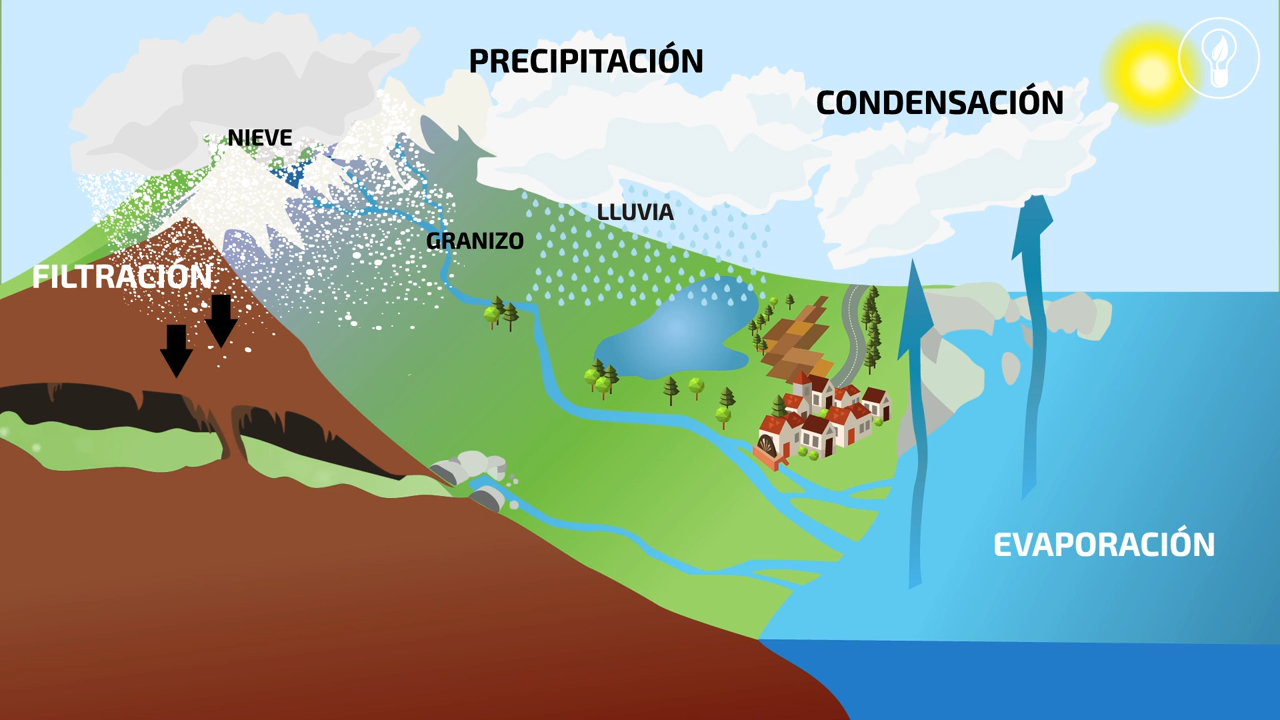 PRECIPITACIÓN
CONDENSACIÓN
NIEVE
LLUVIA
GRANIZO
FILTRACIÓN
EVAPORACIÓN